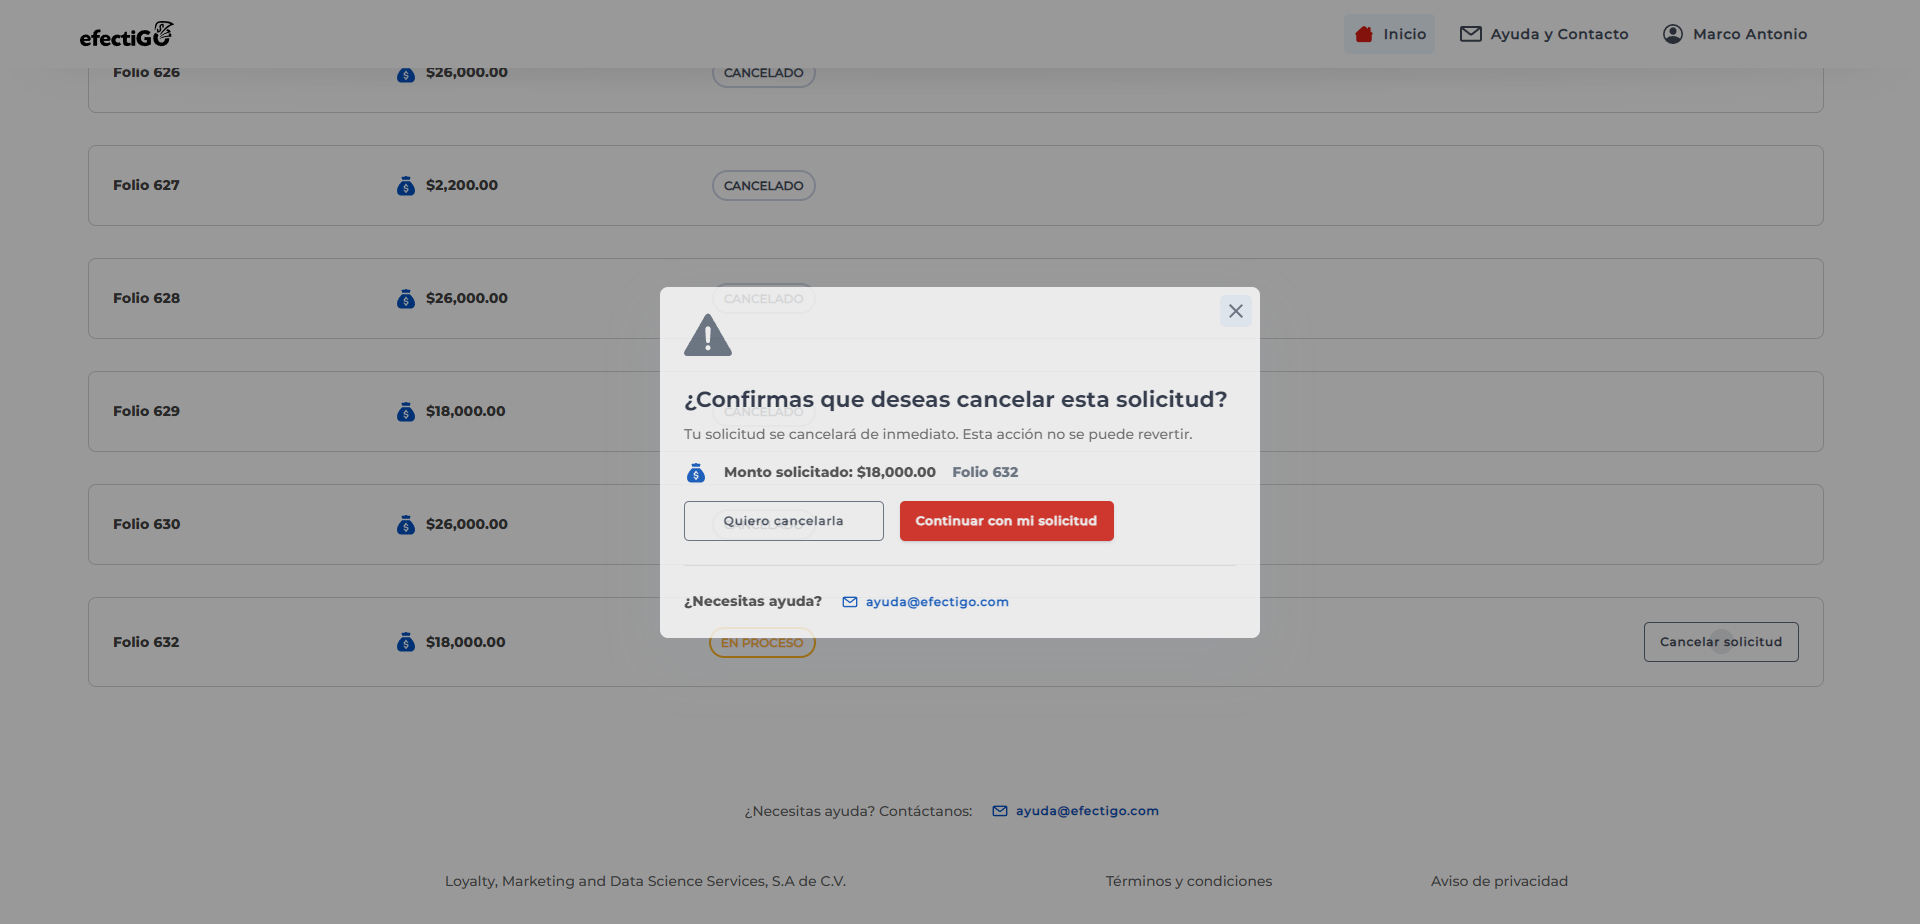 efectiGO
Inicio
Ayuda y Contacto
Marco Antonio
Folio 626
$26,000.00
CANCELADO
Folio 627
$2,200.00
CANCELADO
Folio 628
$26,000.00
CANCELADO
Folio 629
$18,000.00
CANCELADO
Folio 630
$26,000.00
CANCELADO
Folio 632
$18,000.00
EN PROCESO
Cancelar solicitud
¿Confirmas que deseas cancelar esta solicitud?
Tu solicitud se cancelará de inmediato. Esta acción no se puede revertir.
Monto solicitado: $18,000.00 Folio 632
Quiero cancelarla
Continuar con mi solicitud
¿Necesitas ayuda? ayuda@efectigo.com
¿Necesitas ayuda? Contáctanos: ayuda@efectigo.com
Loyalty, Marketing and Data Science Services, S.A de C.V.
Términos y condiciones
Aviso de privacidad